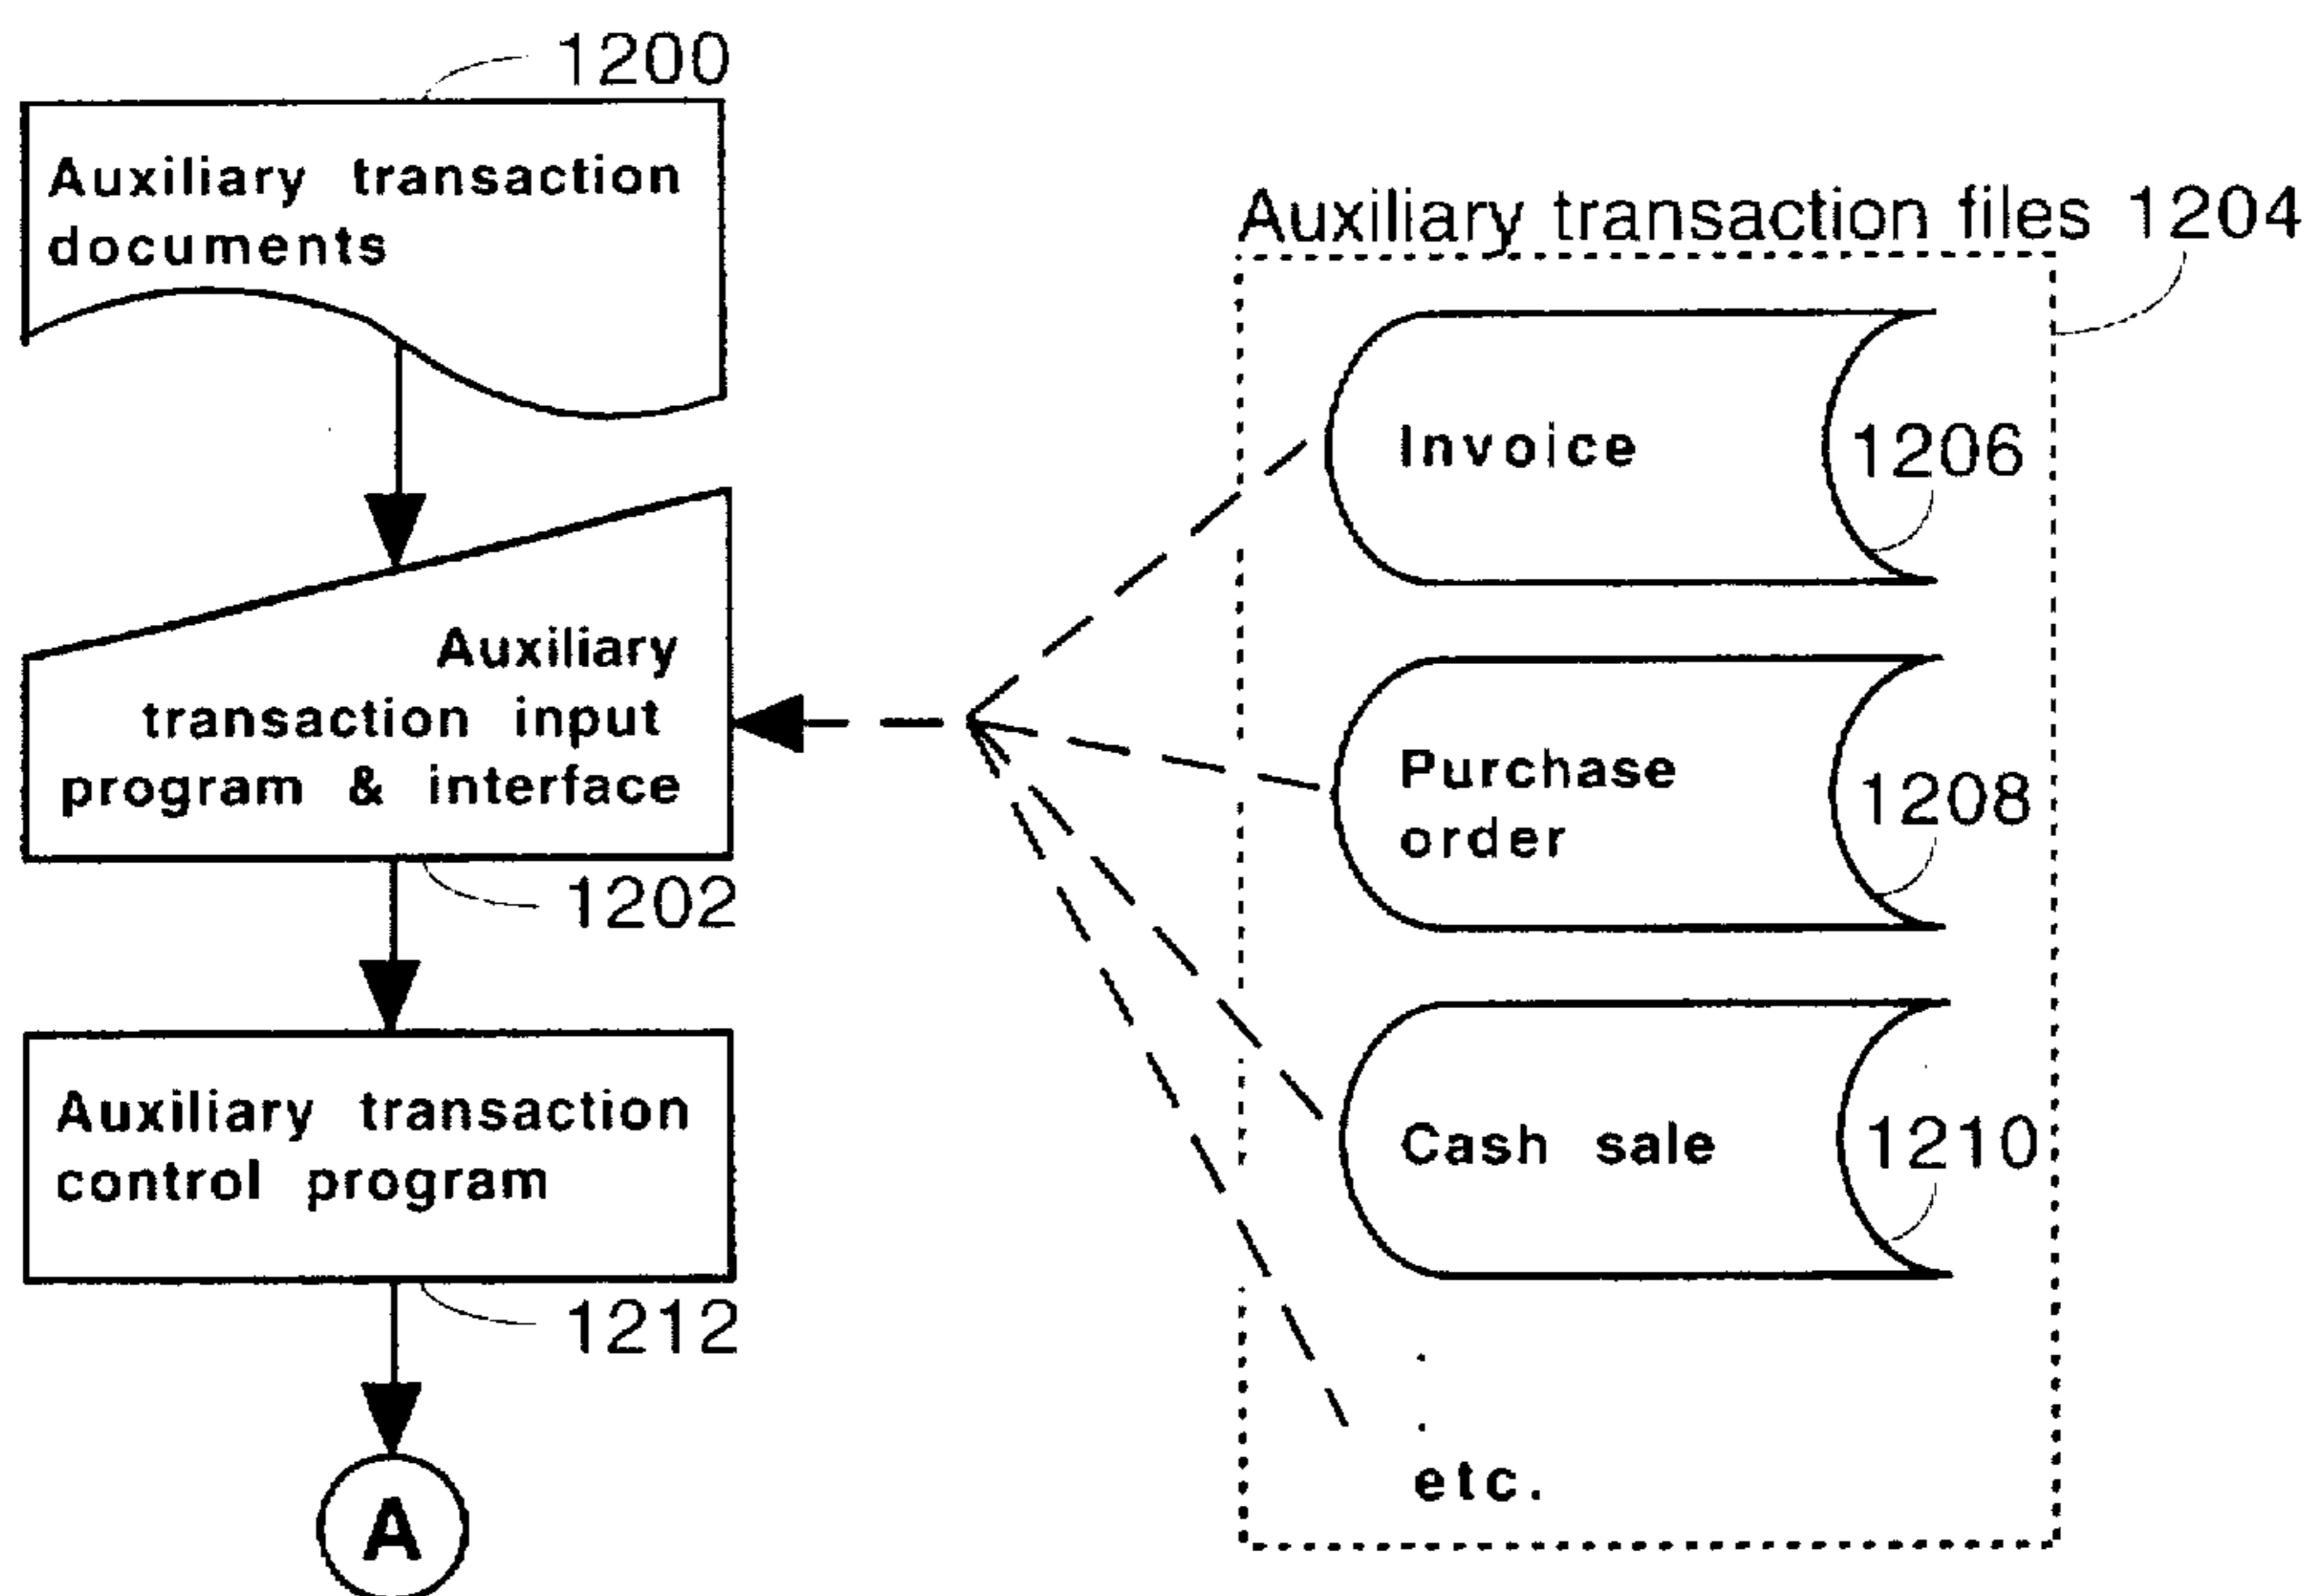 1200
Auxiliary transaction
documents
Auxiliary transaction files 1204
Invoice
1206
Auxiliary
transaction input
program & interface
1202
Purchase
order
1208
Auxiliary transaction
control program
1212
Cash sale
1210
.
.
etc.
A